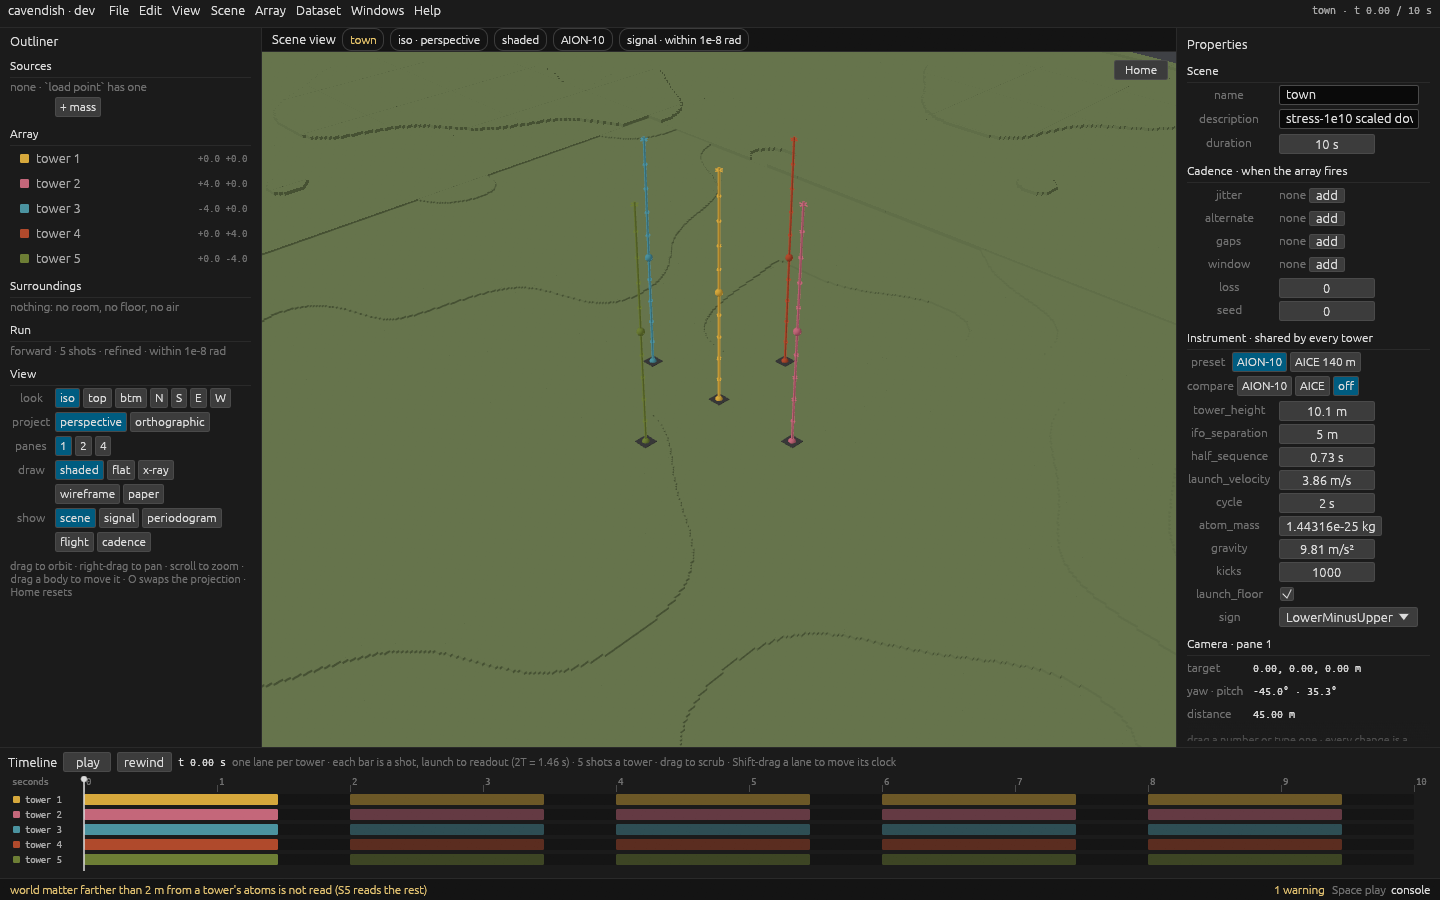 cavendish · dev File Edit View Scene Array Dataset Windows Help
town · t 0.00 / 10 s
Outliner
Sources
none · `load point` has one
+ mass
Array
tower 1 +0.0 +0.0
tower 2 +4.0 +0.0
tower 3 -4.0 +0.0
tower 4 +0.0 +4.0
tower 5 +0.0 -4.0
Surroundings
nothing: no room, no floor, no air
Run
forward · 5 shots · refined · within 1e-8 rad
View
look iso top btm N S E W
project perspective orthographic
panes 1 2 4
draw shaded flat x-ray
wireframe paper
show scene signal periodogram
flight cadence
drag to orbit · right-drag to pan · scroll to zoom ·
drag a body to move it · O swaps the projection ·
Home resets
Scene view town iso · perspective shaded AION-10 signal · within 1e-8 rad
Home
Properties
Scene
name town
description stress-1e10 scaled dov
duration 10 s
Cadence · when the array fires
jitter none add
alternate none add
gaps none add
window none add
loss 0
seed 0
Instrument · shared by every tower
preset AION-10 AICE 140 m
compare AION-10 AICE off
tower_height 10.1 m
ifo_separation 5 m
half_sequence 0.73 s
launch_velocity 3.86 m/s
cycle 2 s
atom_mass 1.44316e-25 kg
gravity 9.81 m/s²
kicks 1000
launch_floor ✓
sign LowerMinusUpper
Camera · pane 1
target 0.00, 0.00, 0.00 m
yaw · pitch -45.0° · 35.3°
distance 45.00 m
drag a number or type one · every change is a
Timeline play rewind t 0.00 s one lane per tower · each bar is a shot, launch to readout (2T = 1.46 s) · 5 shots a tower · drag to scrub · Shift-drag a lane to move its clock
seconds 0 1 2 3 4 5 6 7 8 9 10
tower 1
tower 2
tower 3
tower 4
tower 5
world matter farther than 2 m from a tower's atoms is not read (S5 reads the rest)
1 warning Space play console